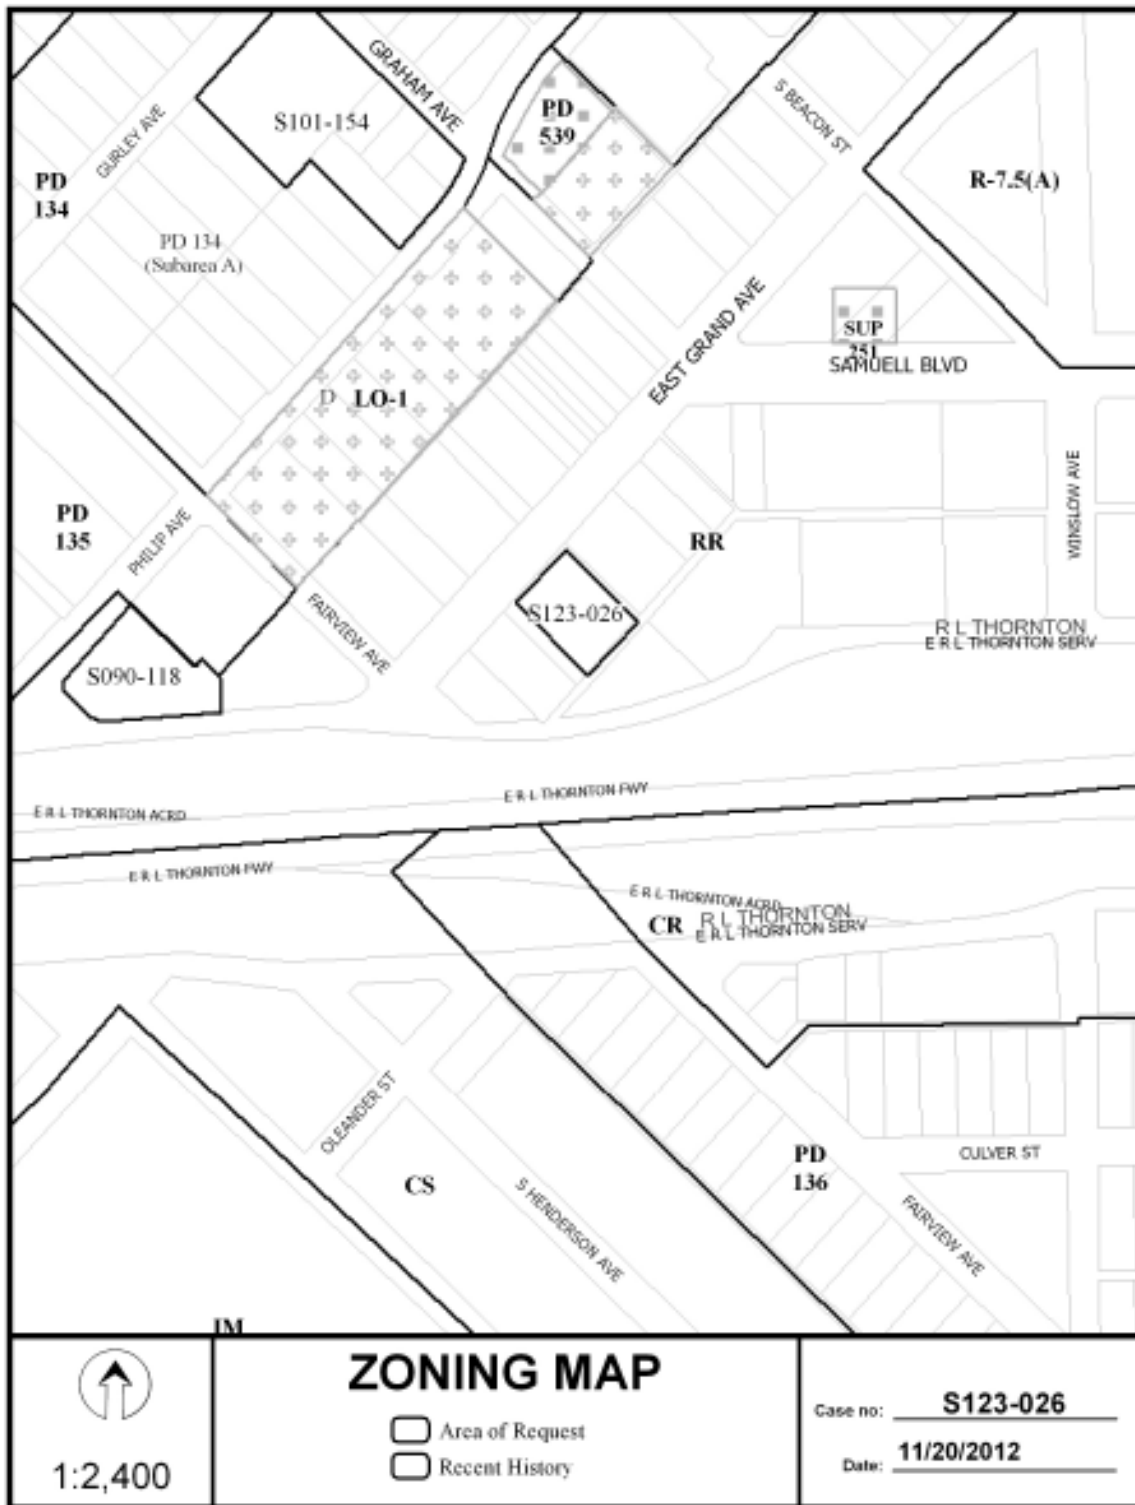 GRAHAM AVE
S101-154
GURLEY AVE
PD
539
S BEACON ST
R-7.5(A)
PD
134
PD 134
(Subarea A)
EAST GRAND AVE
SUP
251
SAMUELL BLVD
D LO-1
WINSLOW AVE
PD
135
PHILIP AVE
RR
FAIRVIEW AVE
S123-026
R L THORNTON
E R L THORNTON SERV
S090-118
E R L THORNTON FWY
E R L THORNTON ACRD
E R L THORNTON FWY
E R L THORNTON ACRD
CR
R L THORNTON
E R L THORNTON SERV
OLEANDER ST
CS
S HENDERSON AVE
PD
136
CULVER ST
FAIRVIEW AVE
IM
1:2,400
ZONING MAP
Area of Request
Recent History
Case no: S123-026
Date: 11/20/2012